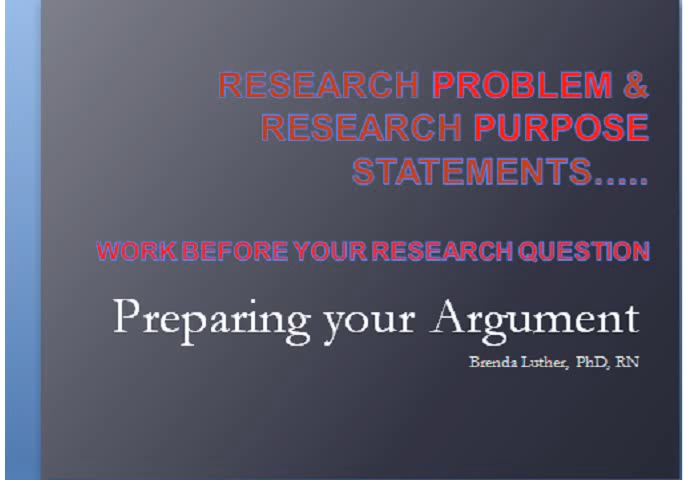 RESEARCH PROBLEM &
RESEARCH PURPOSE
STATEMENTS.....
WORK BEFORE YOUR RESEARCH QUESTION
Preparing your Argument
Brenda Luther, PhD, RN